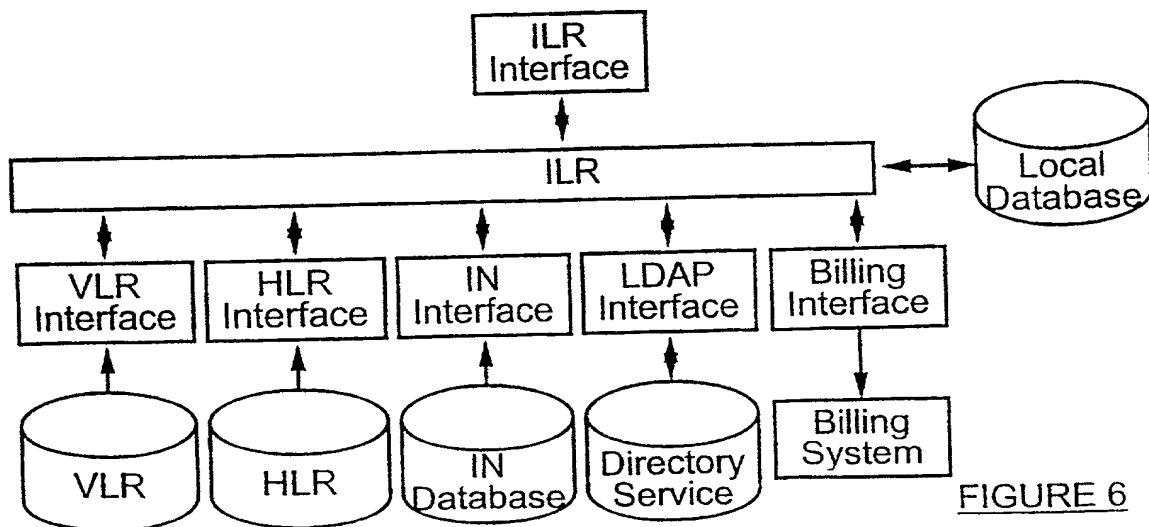 ILR
Interface
ILR
Local
Database
VLR
Interface
HLR
Interface
IN
Interface
LDAP
Interface
Billing
Interface
VLR
HLR
IN
Database
Directory
Service
Billing
System
FIGURE 6